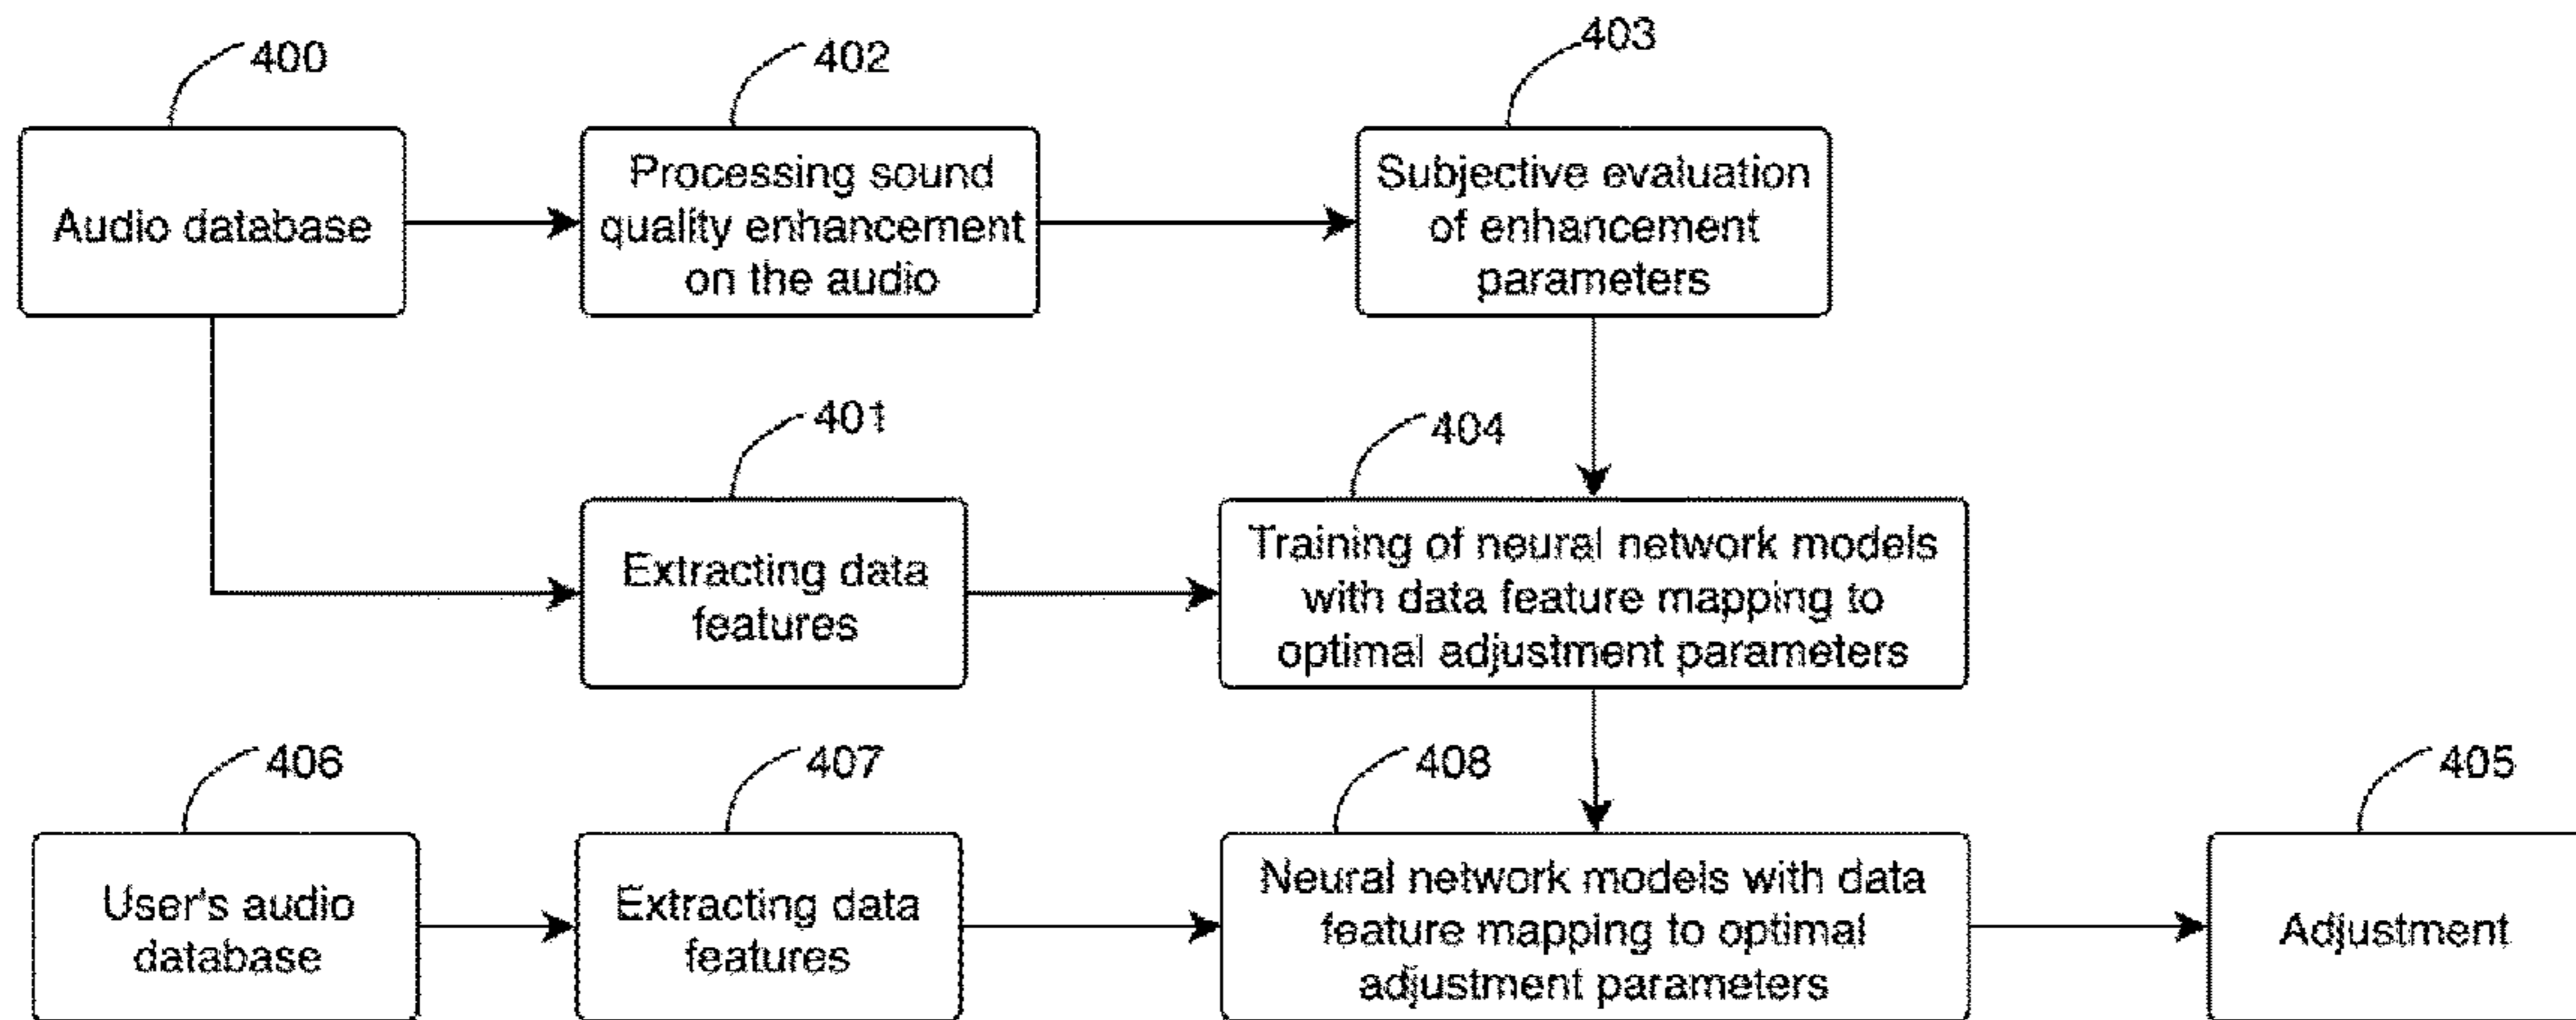 400
402
403
Audio database
Processing sound
quality enhancement
on the audio
Subjective evaluation
of enhancement
parameters
401
404
Extracting data
features
Training of neural network models
with data feature mapping to
optimal adjustment parameters
406
407
408
405
User's audio
database
Extracting data
features
Neural network models with data
feature mapping to optimal
adjustment parameters
Adjustment